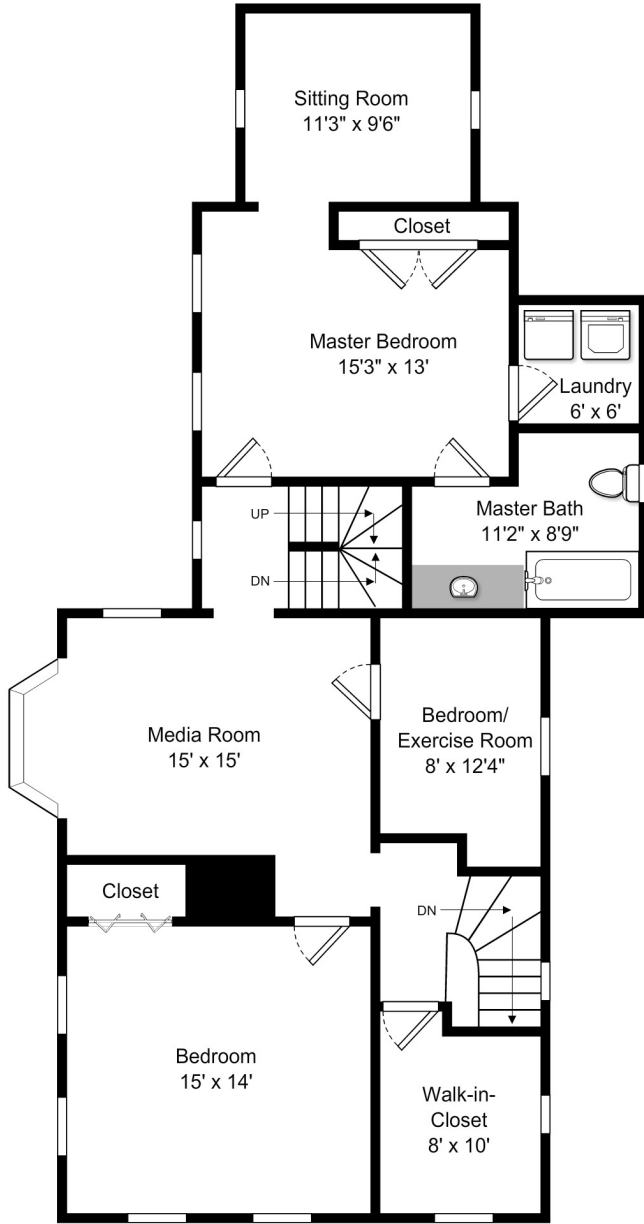 Sitting Room
11'3" x 9'6"
Closet
Master Bedroom
15'3" x 13'
Laundry
6' x 6'
UP
DN
Master Bath
11'2" x 8'9"
Media Room
15' x 15'
Bedroom/
Exercise Room
8' x 12'4"
Closet
DN
Bedroom
15' x 14'
Walk-in-
Closet
8' x 10'